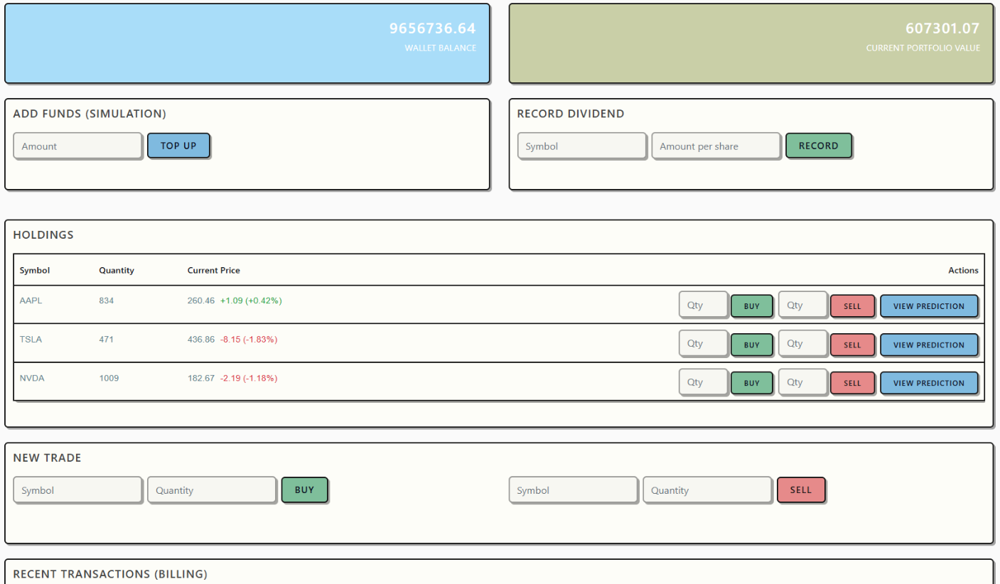 9656736.64
WALLET BALANCE
607301.07
CURRENT PORTFOLIO VALUE
ADD FUNDS (SIMULATION)
Amount TOP UP
RECORD DIVIDEND
Symbol Amount per share RECORD
HOLDINGS
Symbol Quantity Current Price Actions
AAPL 834 260.46 +1.09 (+0.42%) Qty BUY Qty SELL VIEW PREDICTION
TSLA 471 436.86 -8.15 (-1.83%) Qty BUY Qty SELL VIEW PREDICTION
NVDA 1009 182.67 -2.19 (-1.18%) Qty BUY Qty SELL VIEW PREDICTION
NEW TRADE
Symbol Quantity BUY Symbol Quantity SELL
RECENT TRANSACTIONS (BILLING)